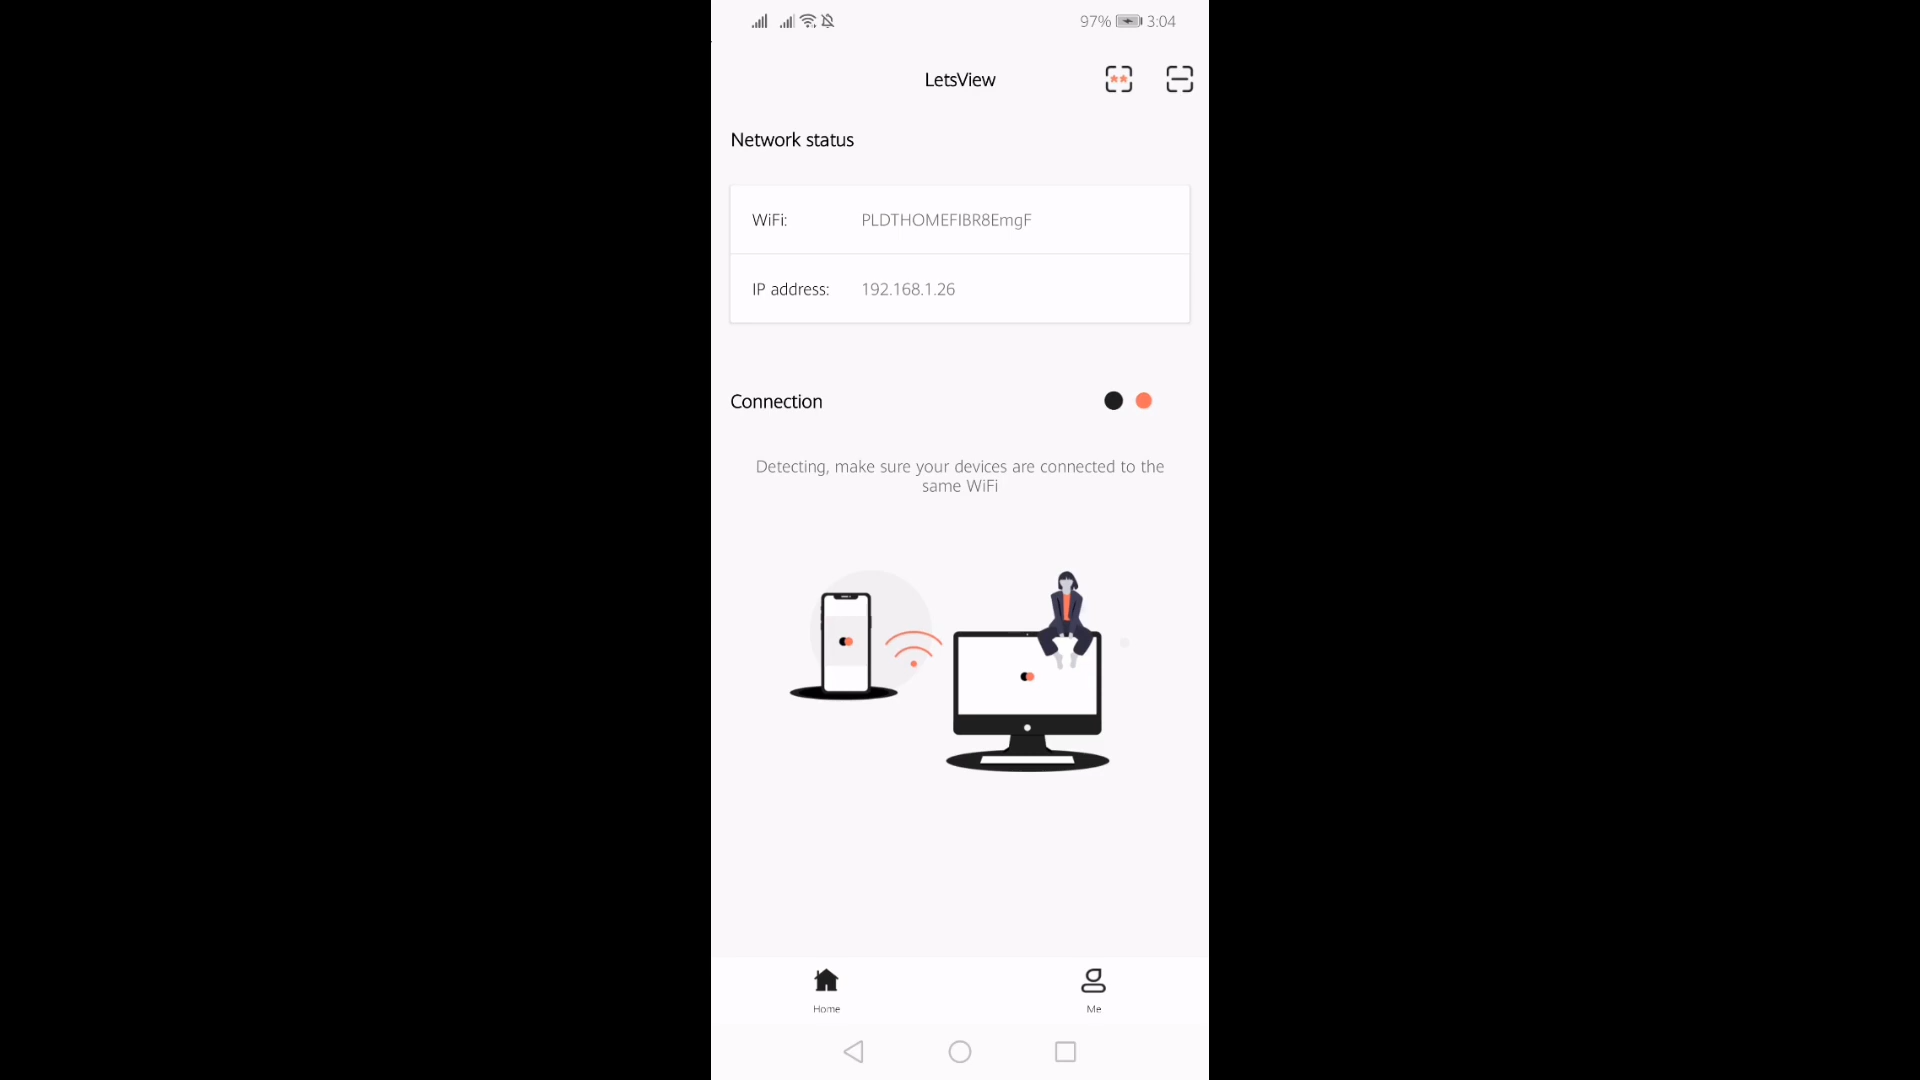 97% 3:04
LetsView
Network status
WiFi: PLDTHOMEFIBR8EmgF
IP address: 192.168.1.26
Connection
Detecting, make sure your devices are connected to the
same WiFi
Home Me